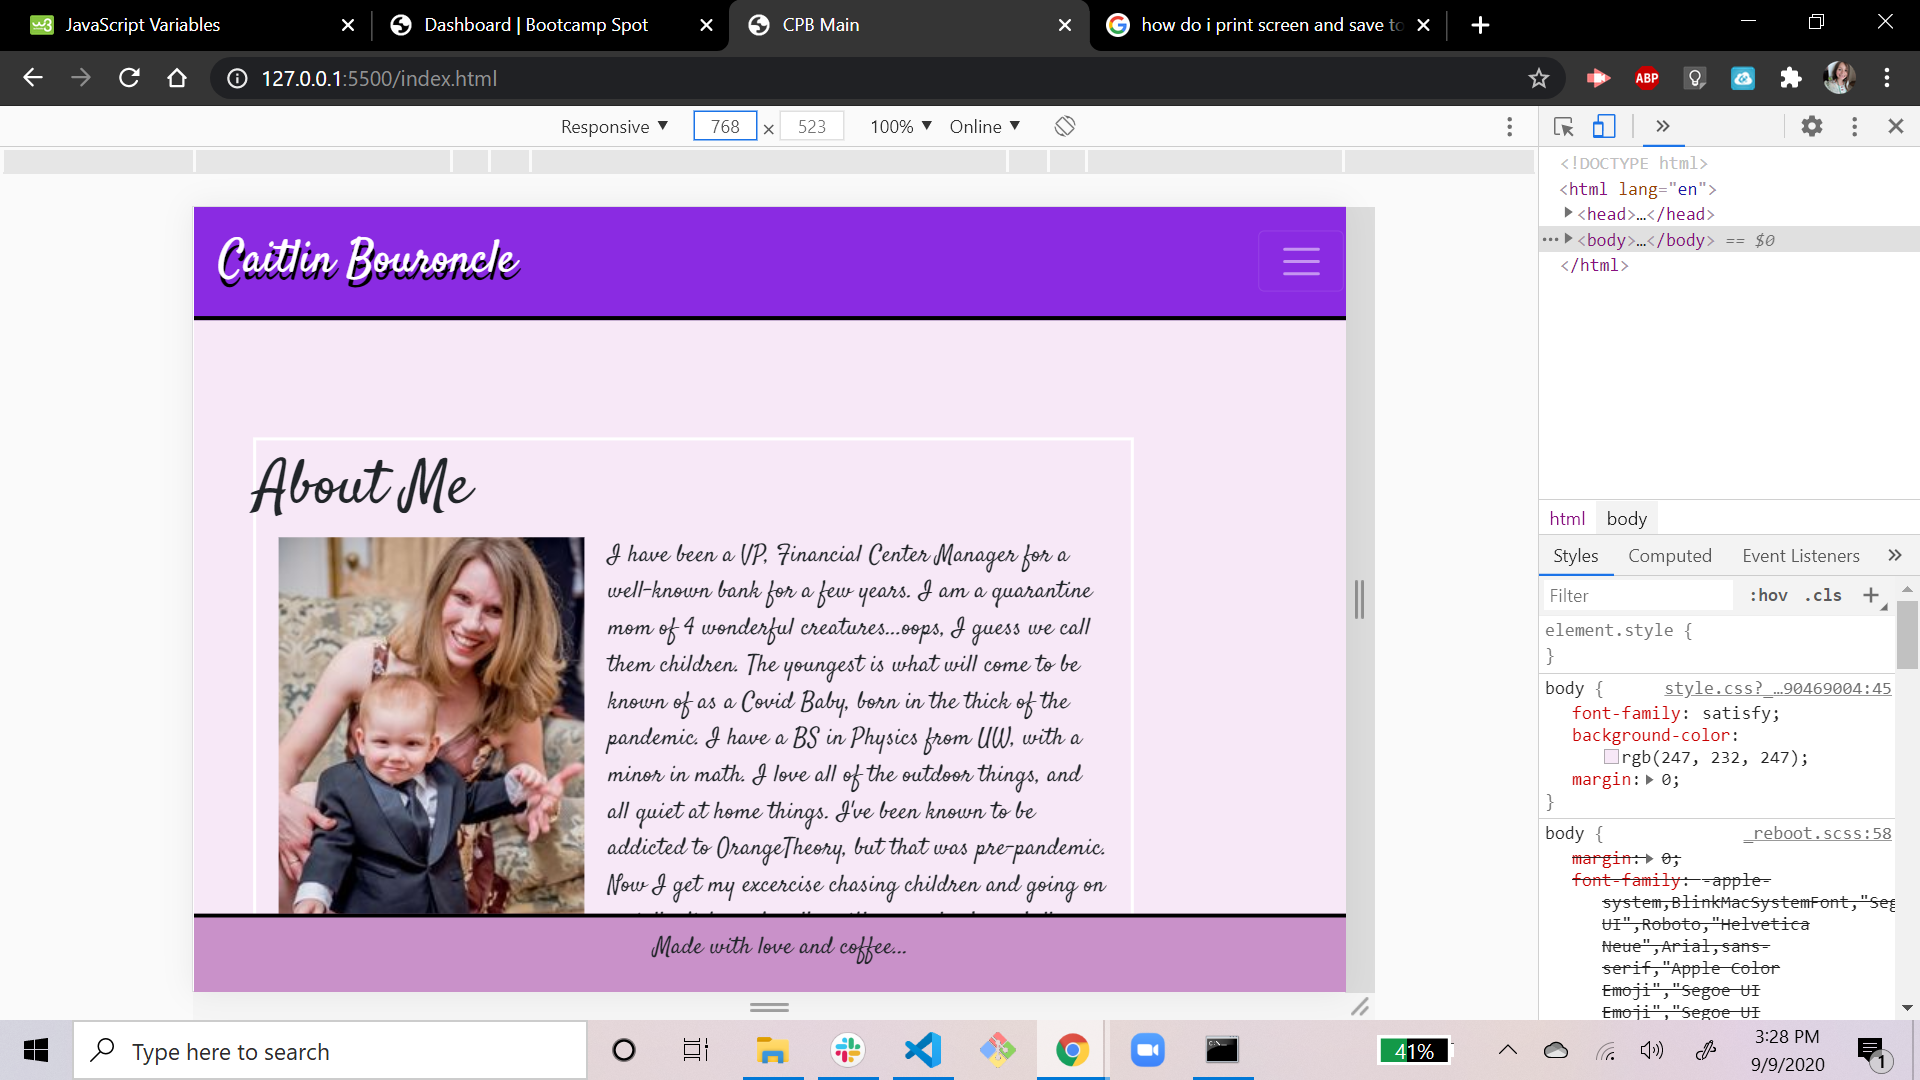 JavaScript Variables
Dashboard | Bootcamp Spot
CPB Main
how do i print screen and save to
127.0.0.1:5500/index.html
ABP
Responsive ▼ 768 × 523 100% ▼ Online ▼
<!DOCTYPE html>
<html lang="en">
<head>…</head>
<body>…</body> == $0
</html>
Caitlin Bouroncle
About Me
I have been a VP, Financial Center Manager for a
well-known bank for a few years. I am a quarantine
mom of 4 wonderful creatures...oops, I guess we call
them children. The youngest is what will come to be
known of as a Covid Baby, born in the thick of the
pandemic. I have a BS in Physics from UW, with a
minor in math. I love all of the outdoor things, and
all quiet at home things. I've been known to be
addicted to OrangeTheory, but that was pre-pandemic.
Now I get my excercise chasing children and going on
Made with love and coffee...
html body
Styles Computed Event Listeners
Filter :hov .cls
element.style {
}
body { style.css?_…90469004:45
font-family: satisfy;
background-color:
rgb(247, 232, 247);
margin: 0;
}
body { _reboot.scss:58
margin: 0;
font-family: -apple-
system,BlinkMacSystemFont,"Seg
UI",Roboto,"Helvetica
Neue",Arial,sans-
serif,"Apple Color
Emoji","Segoe UI
Emoji","Segoe UI
Type here to search
41%
3:28 PM
9/9/2020
1